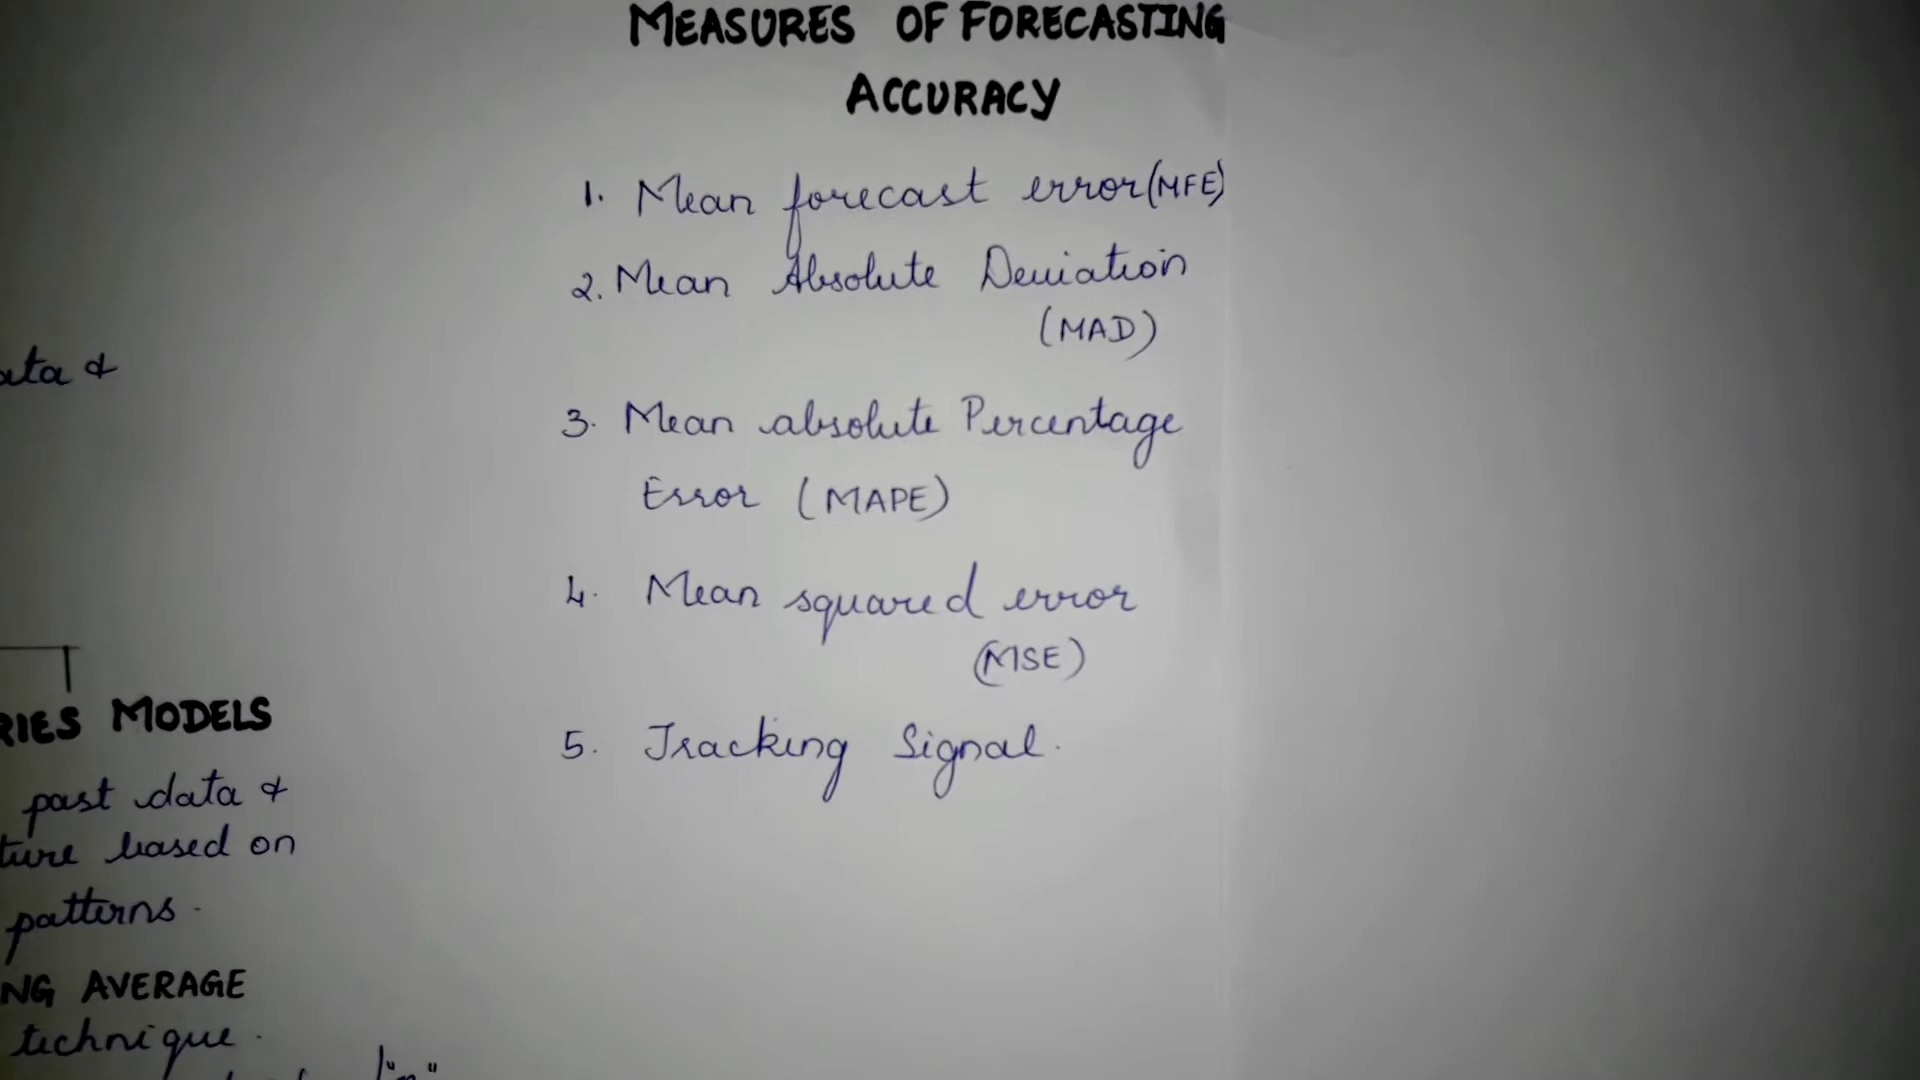 MEASURES OF FORECASTING
ACCURACY
1. Mean forecast error (MFE)
2. Mean Absolute Deviation
(MAD)
3. Mean absolute Percentage
Error (MAPE)
4. Mean squared error
(MSE)
5. Tracking Signal.
&
MODELS
past data &
based on
patterns.
AVERAGE
technique.